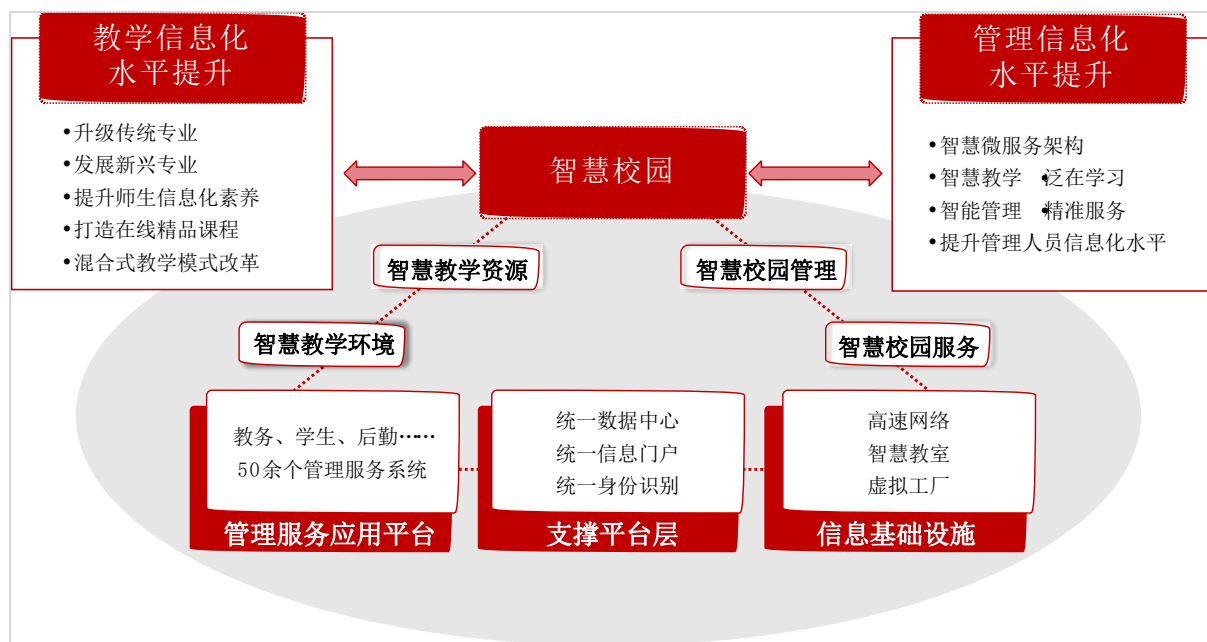 教学信息化
水平提升
•升级传统专业
•发展新兴专业
•提升师生信息化素养
•打造在线精品课程
•混合式教学模式改革
智慧校园
管理信息化
水平提升
•智慧微服务架构
•智慧教学 •泛在学习
•智能管理 •精准服务
•提升管理人员信息化水平
智慧教学资源
智慧校园管理
智慧教学环境
智慧校园服务
教务、学生、后勤……
50余个管理服务系统
管理服务应用平台
统一数据中心
统一信息门户
统一身份识别
支撑平台层
高速网络
智慧教室
虚拟工厂
信息基础设施